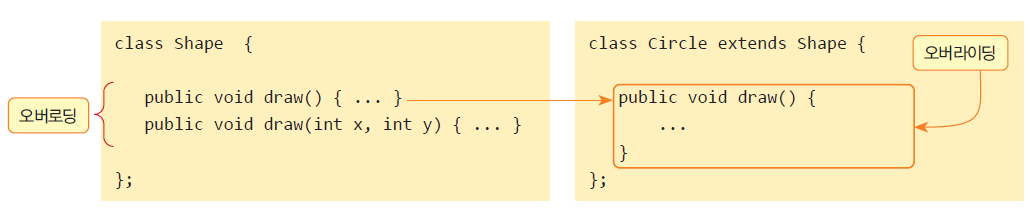 오버로딩
class Shape  {
public void draw() { ... }
public void draw(int x, int y) { ... }
};
class Circle extends Shape {
오버라이딩
public void draw() {
...
}
};